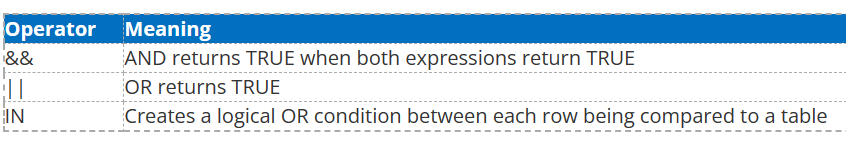 Operator Meaning
&& AND returns TRUE when both expressions return TRUE
|| OR returns TRUE
IN Creates a logical OR condition between each row being compared to a table